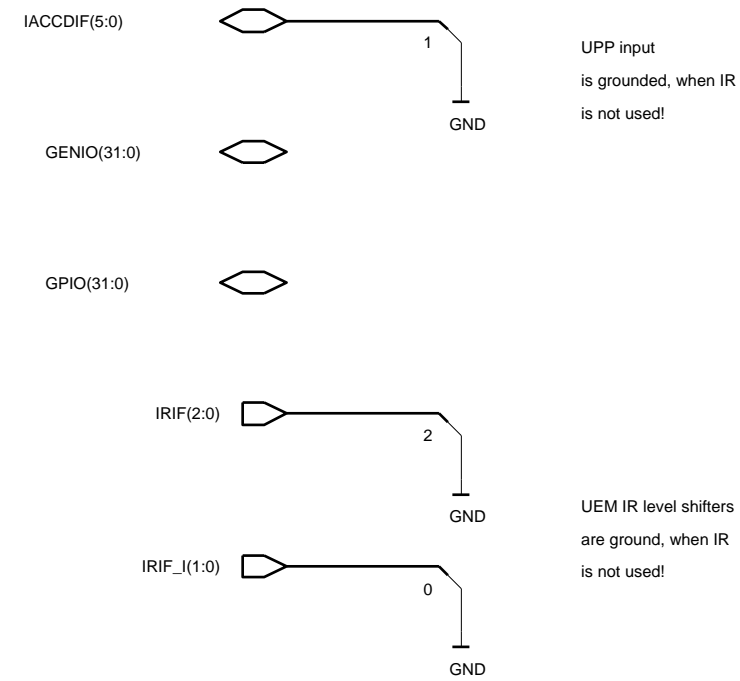 IACCDIF(5:0)
1
GND
UPP input
is grounded, when IR
is not used!
GENIO(31:0)
GPIO(31:0)
IRIF(2:0)
2
GND
UEM IR level shifters
are ground, when IR
is not used!
IRIF_I(1:0)
0
GND